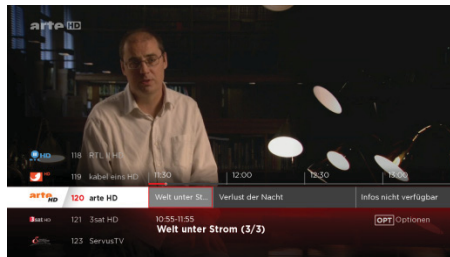 arte HD
HD 118 RTL II HD
HD 119 kabel eins HD 11:30 12:00 12:30 13:00
arte HD 120 arte HD Welt unter St... Verlust der Nacht Infos nicht verfügbar
3sat HD 121 3sat HD 10:55-11:55 OPT Optionen
Welt unter Strom (3/3)
123 ServusTV